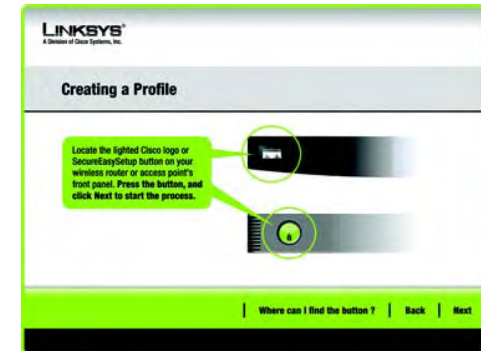 LINKSYS®
A Division of Cisco Systems, Inc.
Creating a Profile
Locate the lighted Cisco logo or
SecureEasySetup button on your
wireless router or access point's
front panel. Press the button, and
click Next to start the process.
Where can I find the button ? | Back | Next